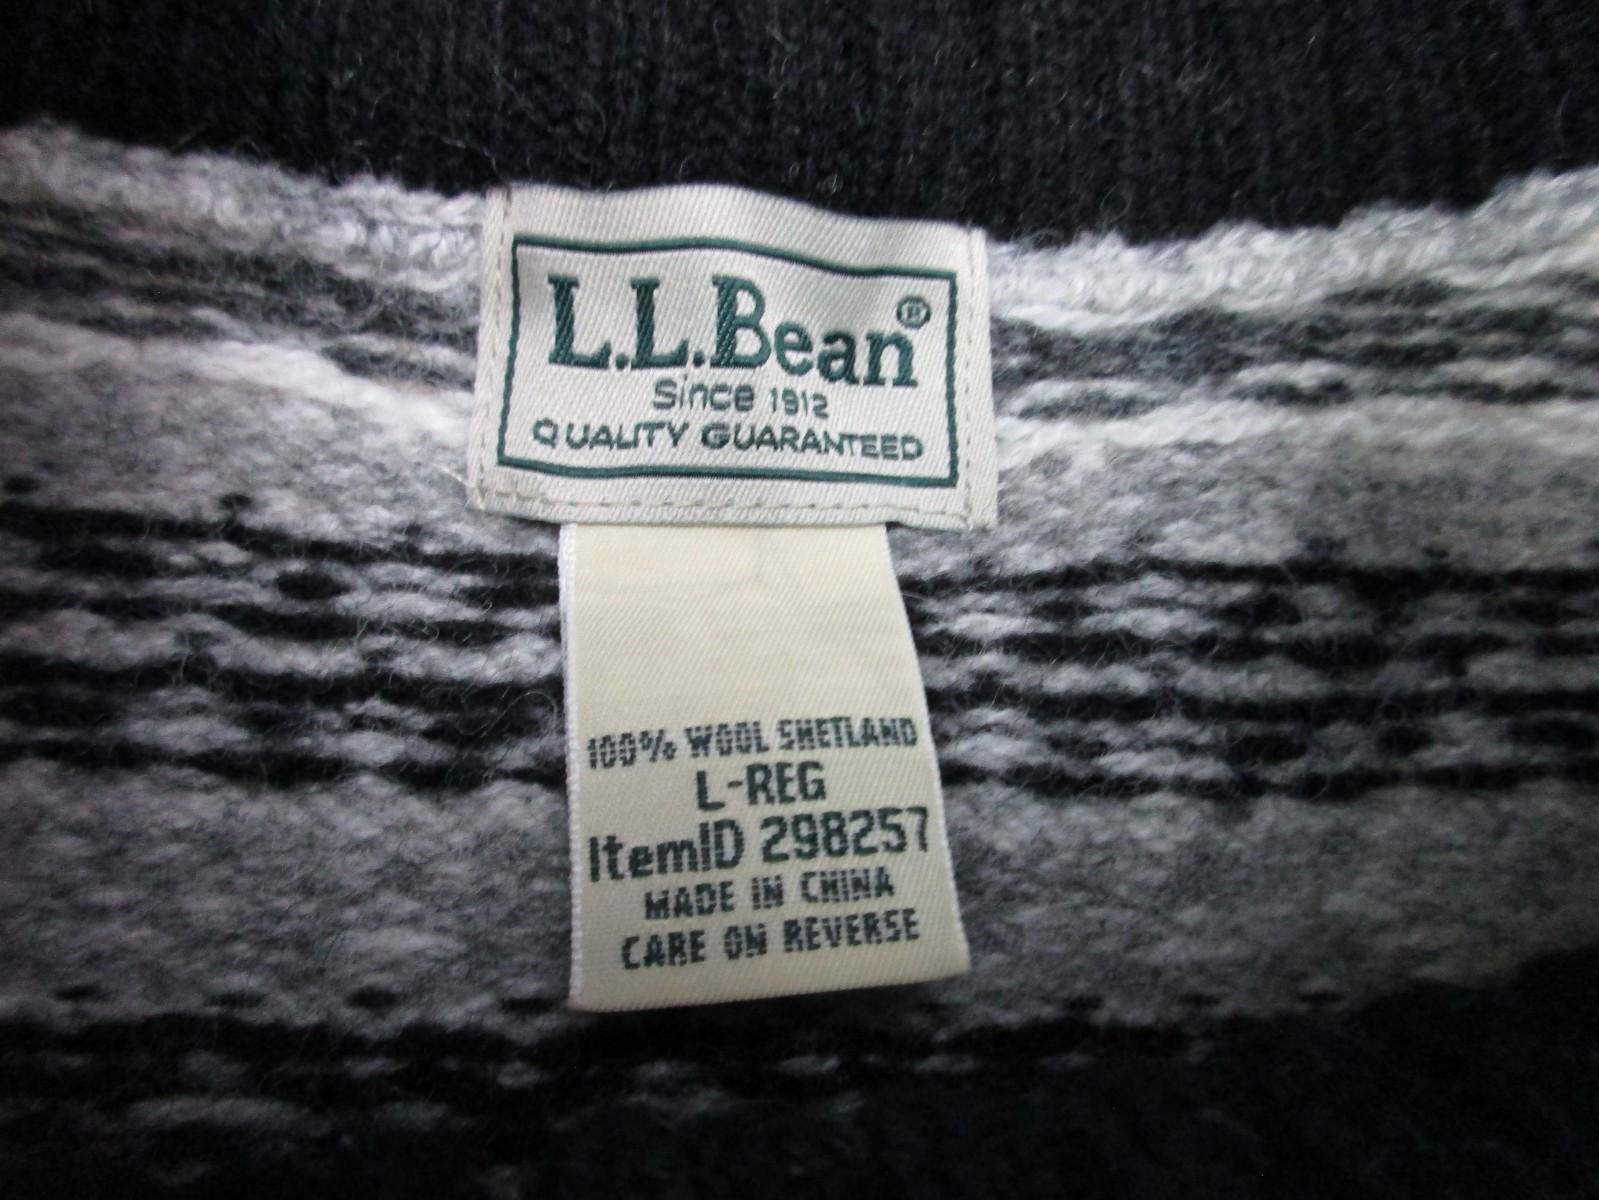 L.L.Bean®
Since 1912
QUALITY GUARANTEED
100% WOOL SHETLAND
L-REG
ItemID 298257
MADE IN CHINA
CARE ON REVERSE